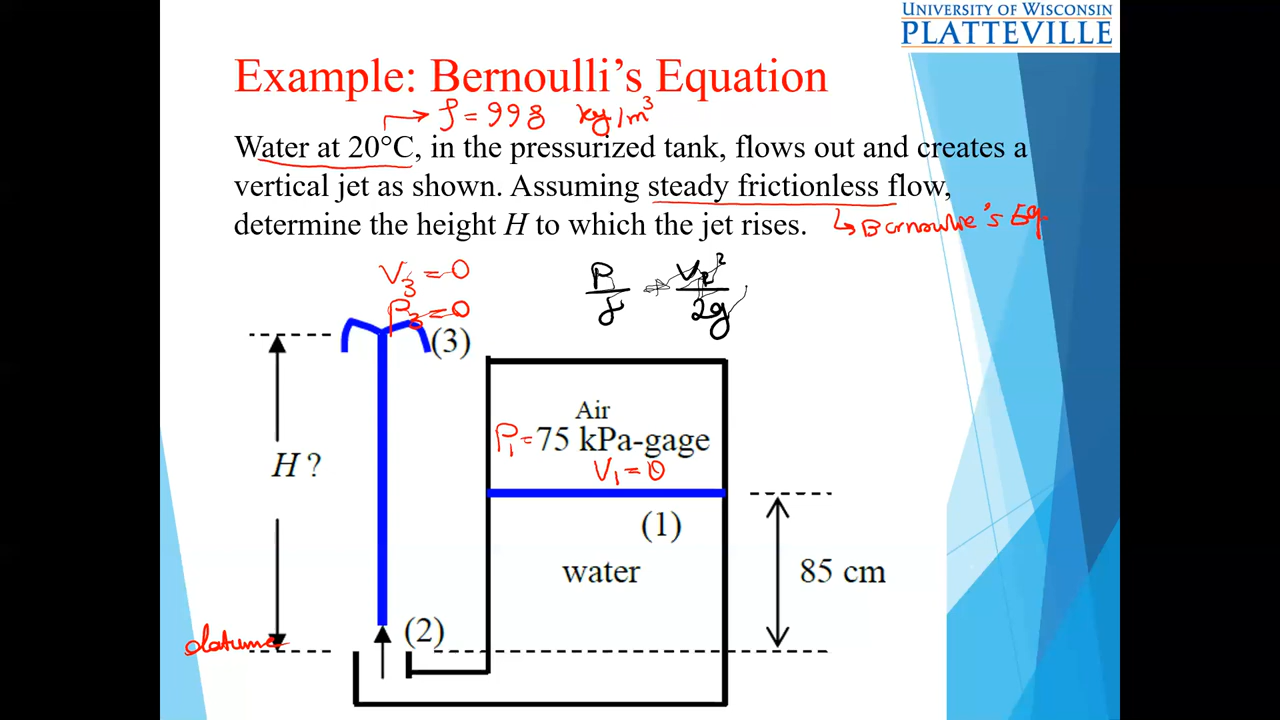 UNIVERSITY OF WISCONSIN
PLATTEVILLE
Example: Bernoulli’s Equation
→ ρ = 998 kg/m³
Water at 20°C, in the pressurized tank, flows out and creates a
vertical jet as shown. Assuming steady frictionless flow,
determine the height H to which the jet rises.
↳ Bernoulli's Eq
V₃ = 0
P₃ = 0
P/γ + V²/2g
(3)
Air
P₁ = 75 kPa-gage
V₁ = 0
H ?
(1)
water
85 cm
(2)
datum